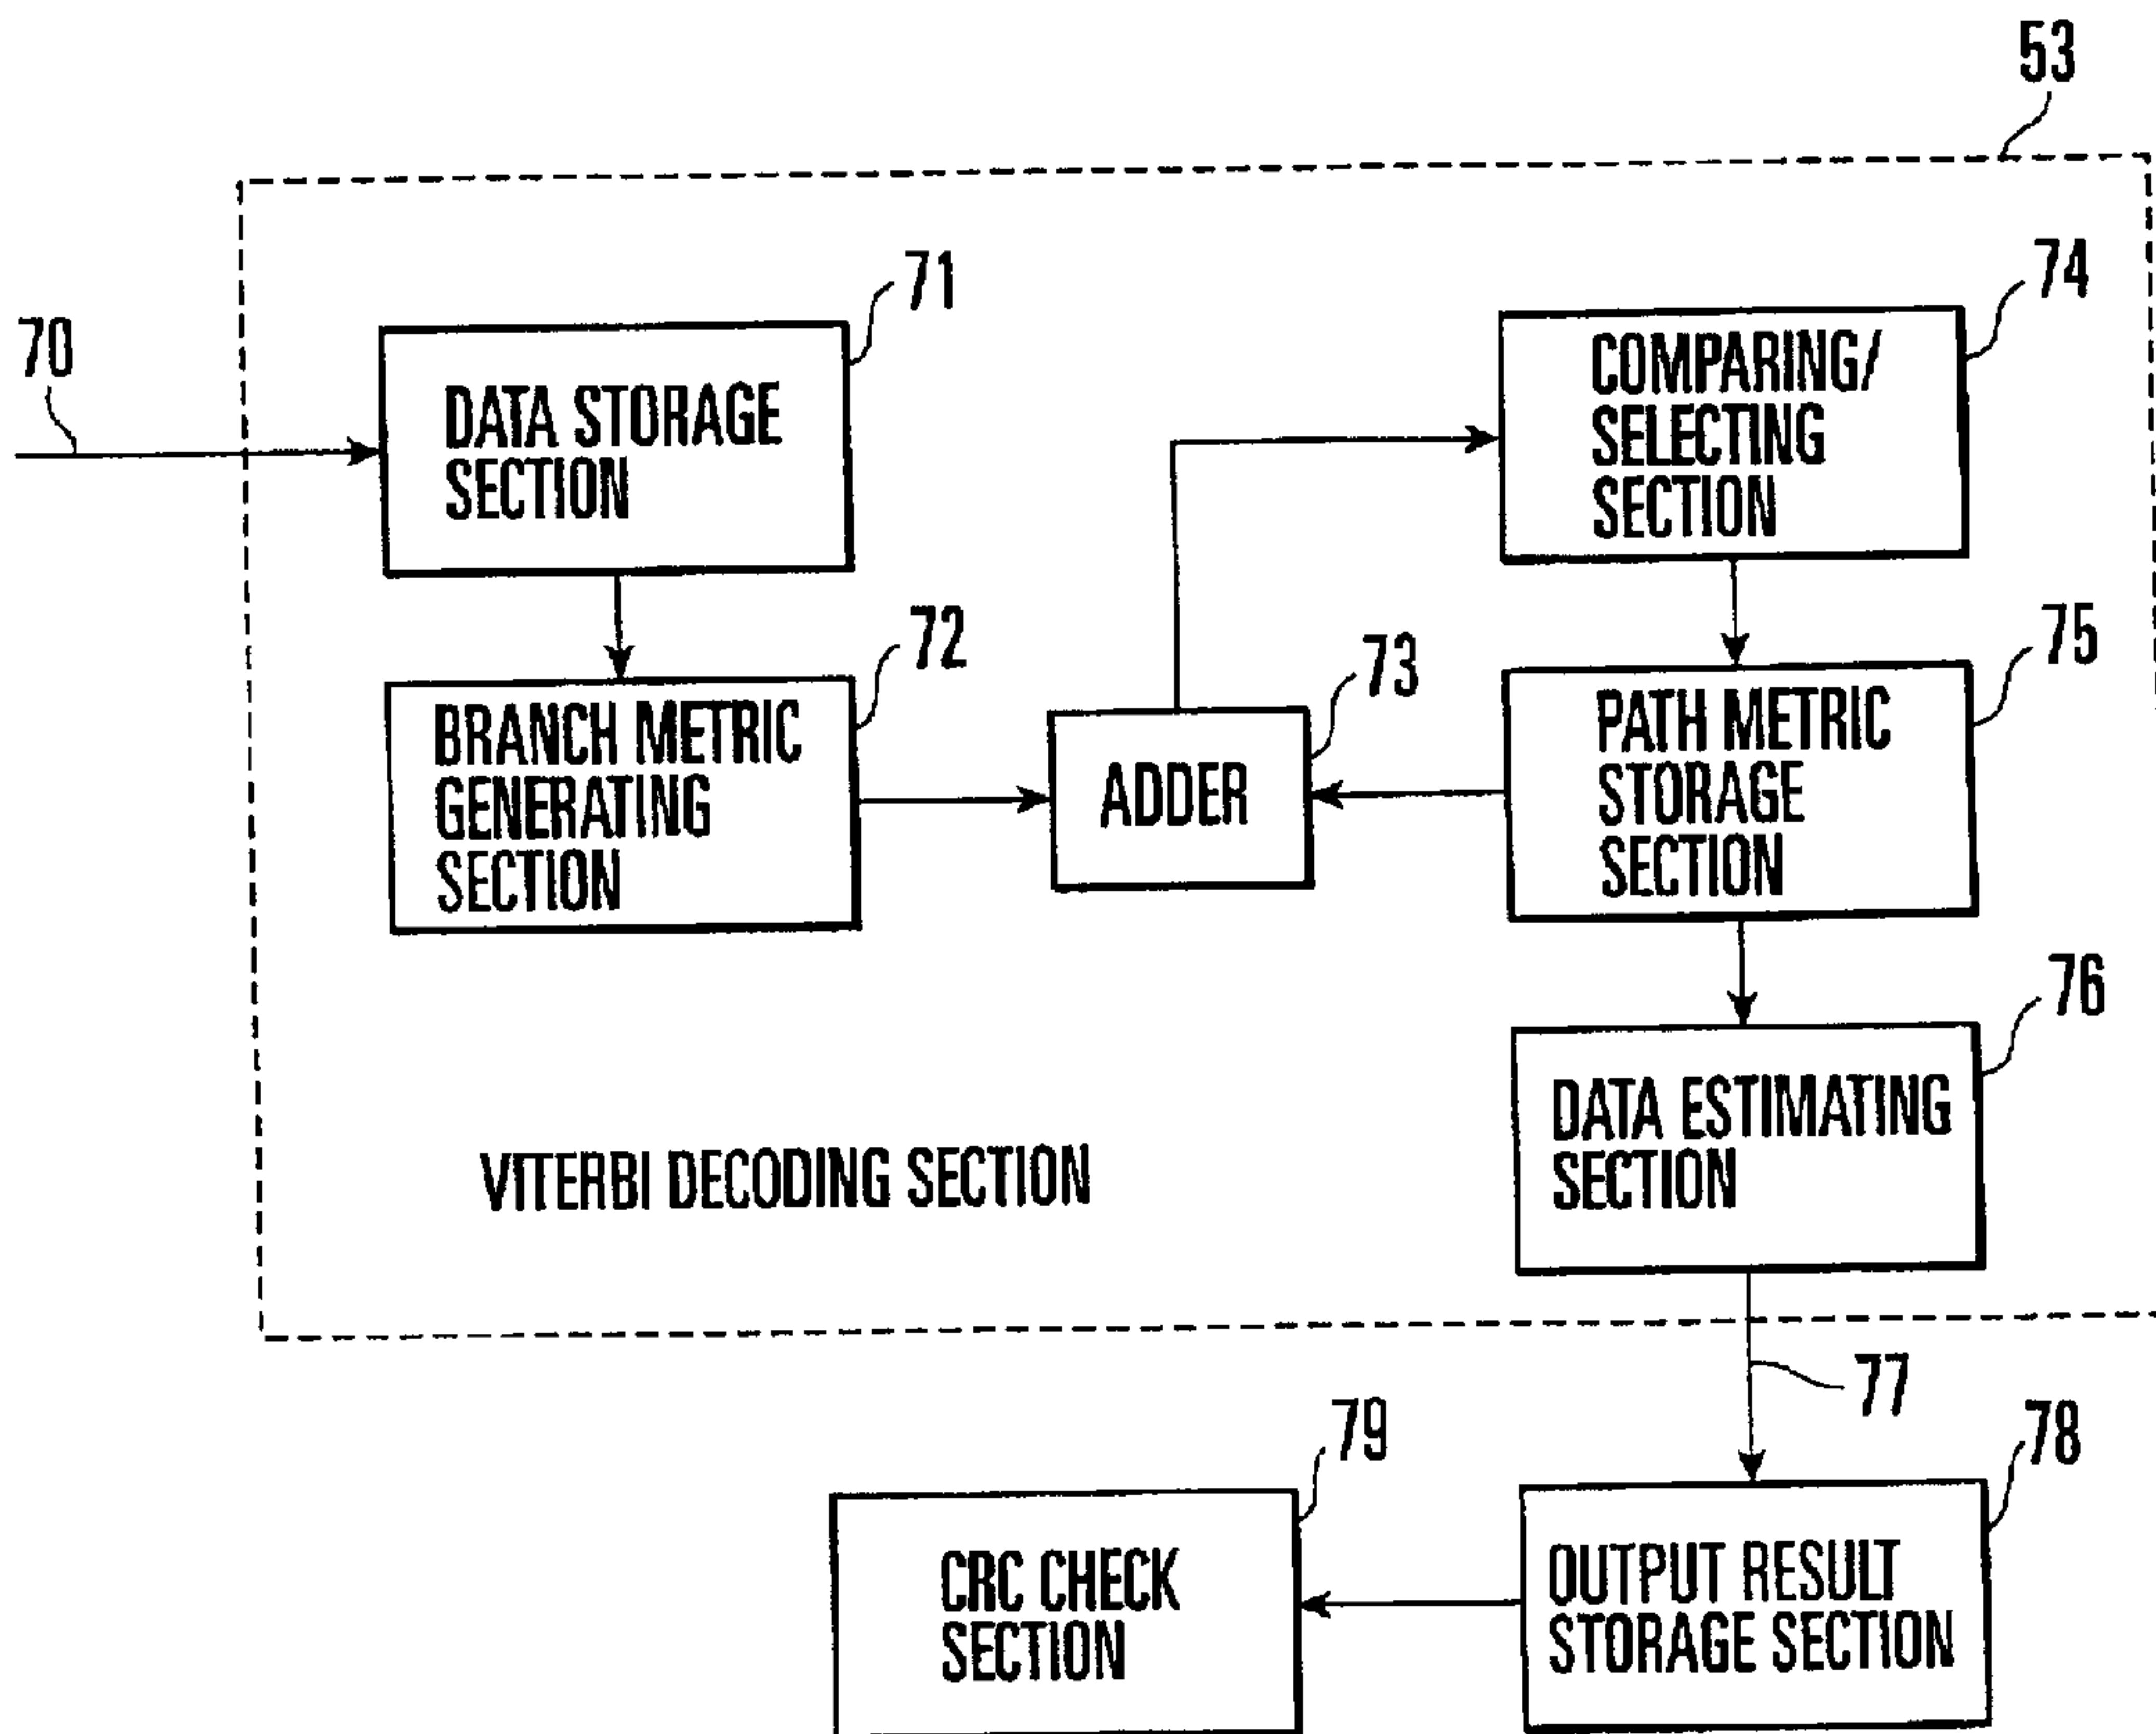 53
70
71
DATA STORAGE
SECTION
74
COMPARING/
SELECTING
SECTION
72
BRANCH METRIC
GENERATING
SECTION
73
ADDER
75
PATH METRIC
STORAGE
SECTION
76
DATA ESTIMATING
SECTION
VITERBI DECODING SECTION
77
79
CRC CHECK
SECTION
78
OUTPUT RESULT
STORAGE SECTION